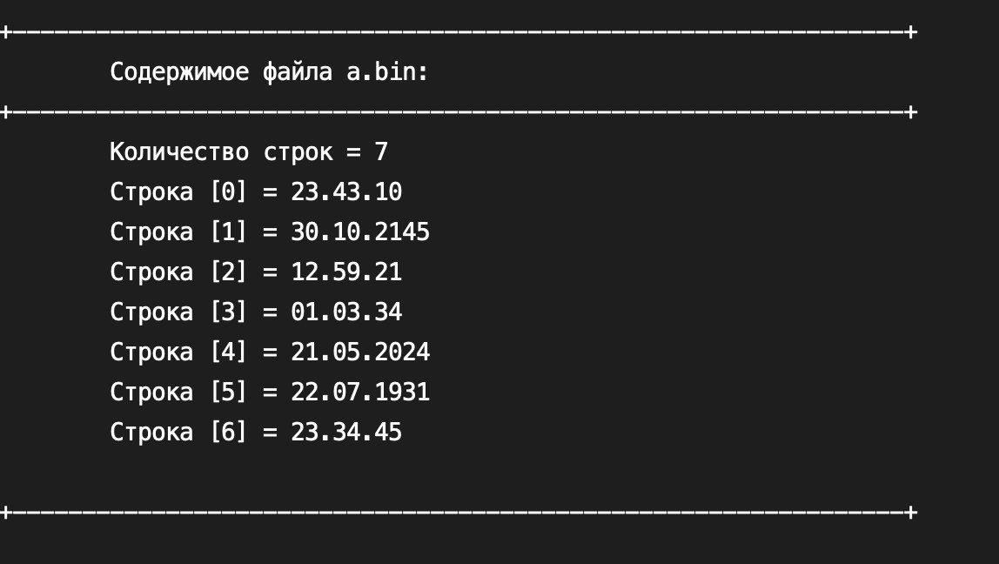 +----------------------------------------------------------------+
Содержимое файла a.bin:
+----------------------------------------------------------------+
Количество строк = 7
Строка [0] = 23.43.10
Строка [1] = 30.10.2145
Строка [2] = 12.59.21
Строка [3] = 01.03.34
Строка [4] = 21.05.2024
Строка [5] = 22.07.1931
Строка [6] = 23.34.45
+----------------------------------------------------------------+